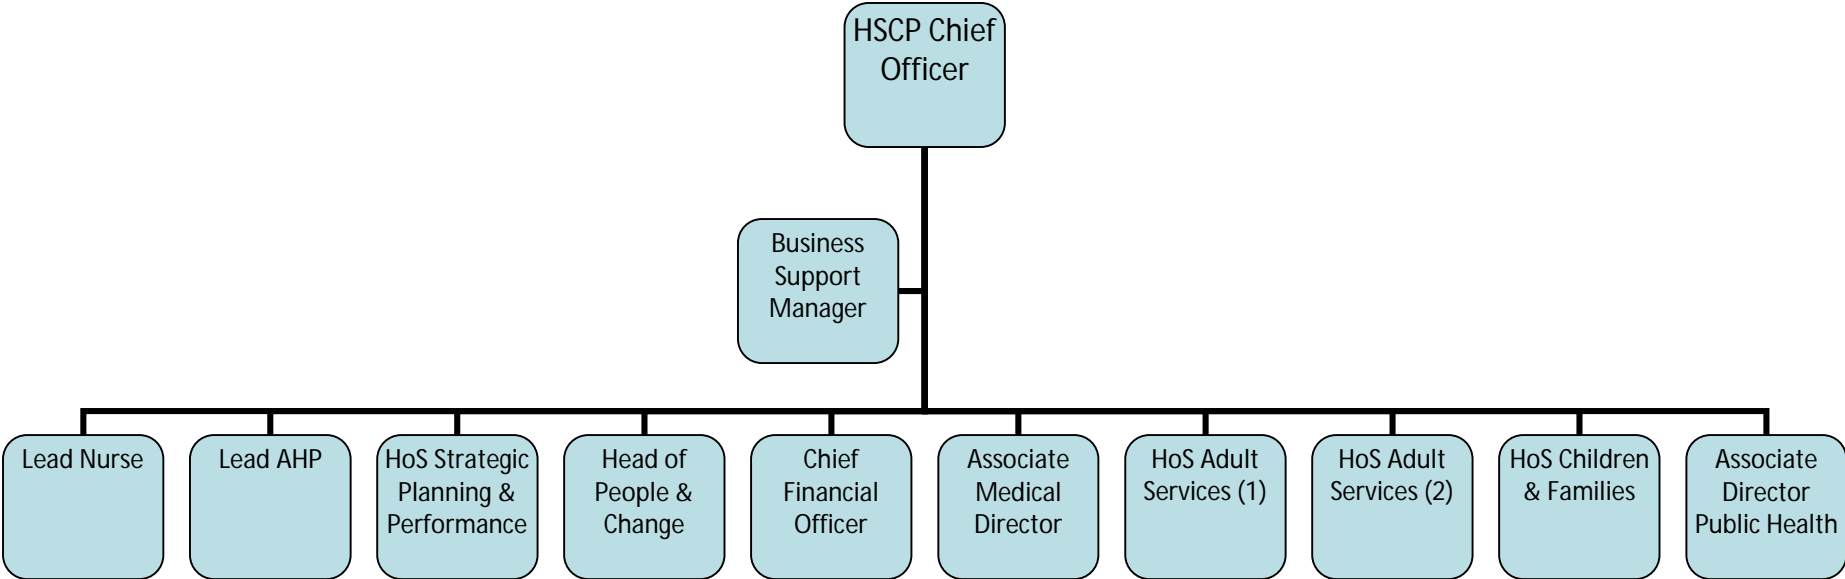 HSCP Chief
Officer
Business
Support
Manager
Lead Nurse
Lead AHP
HoS Strategic
Planning &
Performance
Head of
People &
Change
Chief
Financial
Officer
Associate
Medical
Director
HoS Adult
Services (1)
HoS Adult
Services (2)
HoS Children
& Families
Associate
Director
Public Health